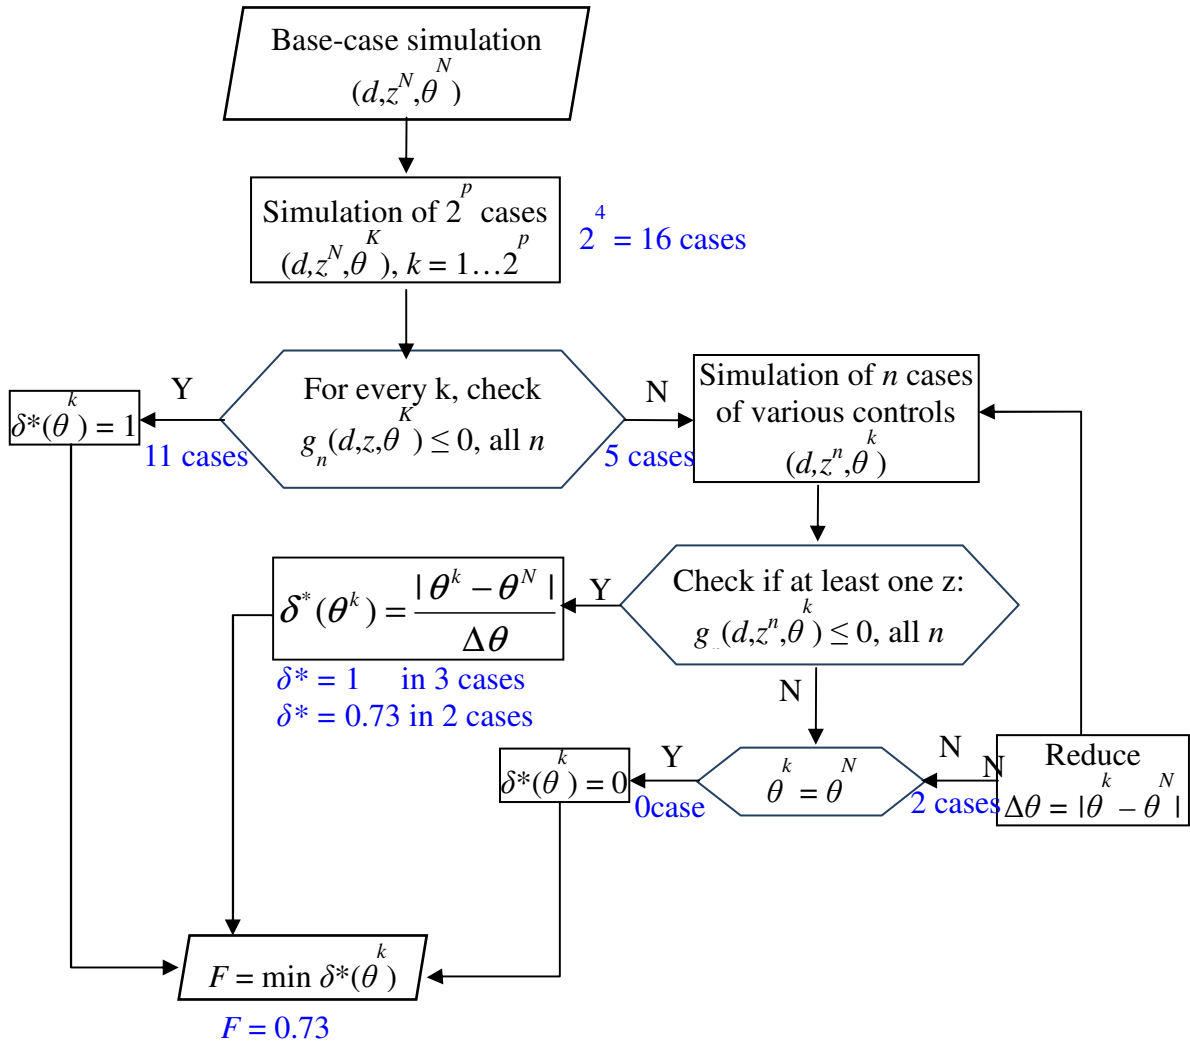 Base-case simulation
(d,z^N,θ^N)
Simulation of 2^p cases
(d,z^N,θ^K), k = 1…2^p
2^4 = 16 cases
For every k, check
g_n(d,z,θ^K) ≤ 0, all n
Y
11 cases
δ*(θ^k) = 1
N
5 cases
Simulation of n cases
of various controls
(d,z^n,θ^k)
Check if at least one z:
g (d,z^n,θ^k) ≤ 0, all n
Y
δ^*(θ^k) = |θ^k − θ^N| / Δθ
δ* = 1 in 3 cases
δ* = 0.73 in 2 cases
N
θ^k = θ^N
Y
0case
δ*(θ^k) = 0
N
N
2 cases
Reduce
Δθ = |θ^k − θ^N|
F = min δ*(θ^k)
F = 0.73